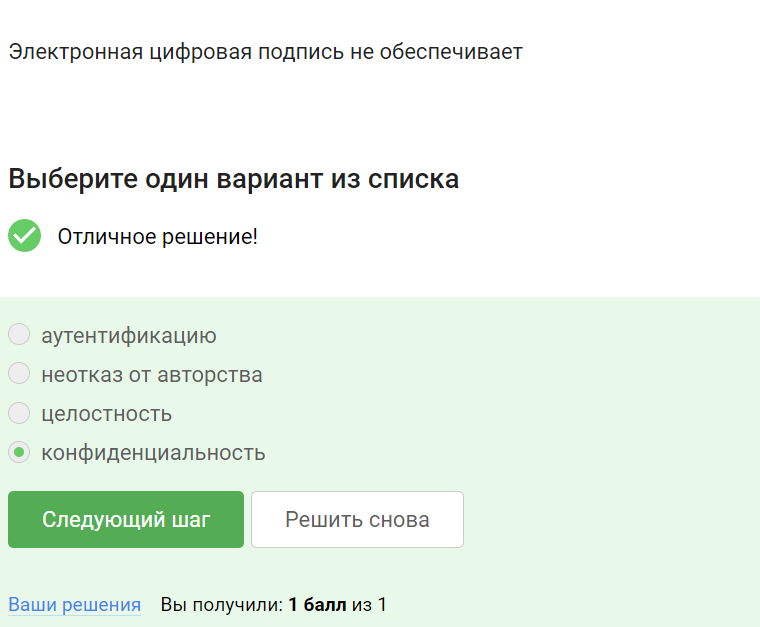 Электронная цифровая подпись не обеспечивает
Выберите один вариант из списка
Отличное решение!
аутентификацию
неотказ от авторства
целостность
конфиденциальность
Следующий шаг Решить снова
Ваши решения Вы получили: 1 балл из 1